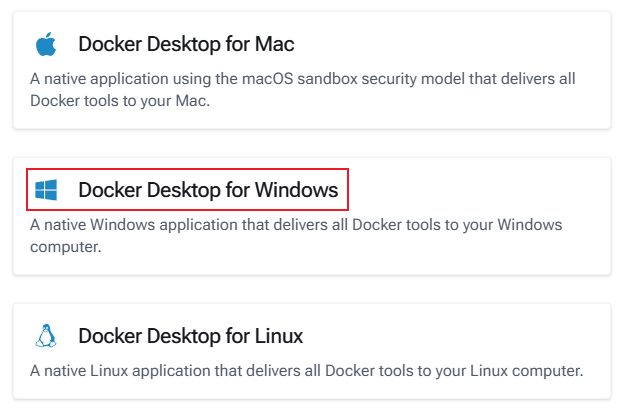 Docker Desktop for Mac
A native application using the macOS sandbox security model that delivers all
Docker tools to your Mac.
Docker Desktop for Windows
A native Windows application that delivers all Docker tools to your Windows
computer.
Docker Desktop for Linux
A native Linux application that delivers all Docker tools to your Linux computer.